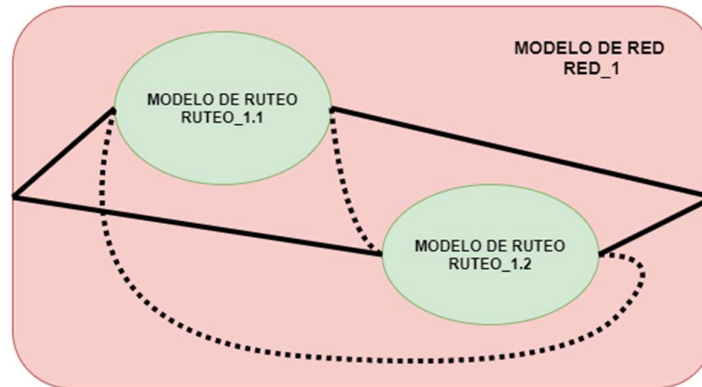 MODELO DE RED
RED_1
MODELO DE RUTEO
RUTEO_1.1
MODELO DE RUTEO
RUTEO_1.2